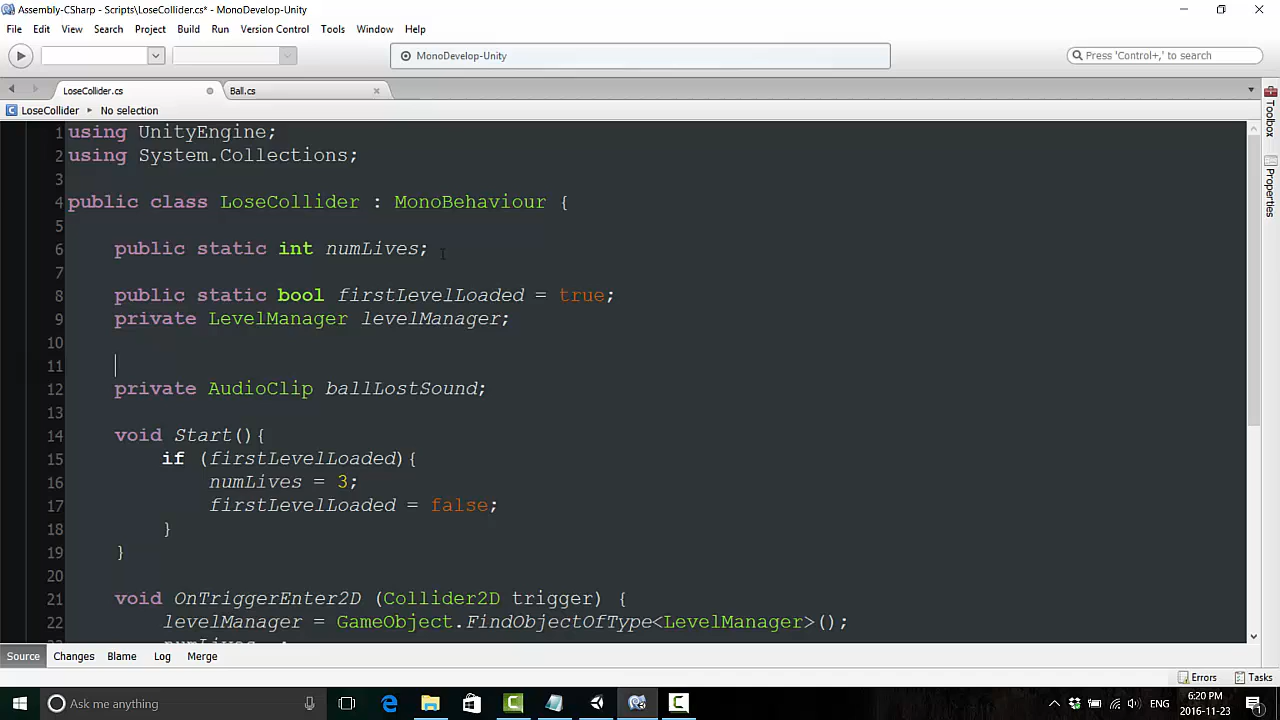 Assembly-CSharp - Scripts\LoseCollider.cs* - MonoDevelop-Unity
File Edit View Search Project Build Run Version Control Tools Window Help
MonoDevelop-Unity
Press 'Control+,' to search
LoseCollider.cs Ball.cs
LoseCollider No selection
Toolbox
Properties
1 using UnityEngine;
2 using System.Collections;
3
4 public class LoseCollider : MonoBehaviour {
5
6 public static int numLives;
7
8 public static bool firstLevelLoaded = true;
9 private LevelManager levelManager;
10
11
12 private AudioClip ballLostSound;
13
14 void Start(){
15 if (firstLevelLoaded){
16 numLives = 3;
17 firstLevelLoaded = false;
18 }
19 }
20
21 void OnTriggerEnter2D (Collider2D trigger) {
22 levelManager = GameObject.FindObjectOfType<LevelManager>();
Source Changes Blame Log Merge
Errors Tasks
Ask me anything
ENG
6:20 PM
2016-11-23